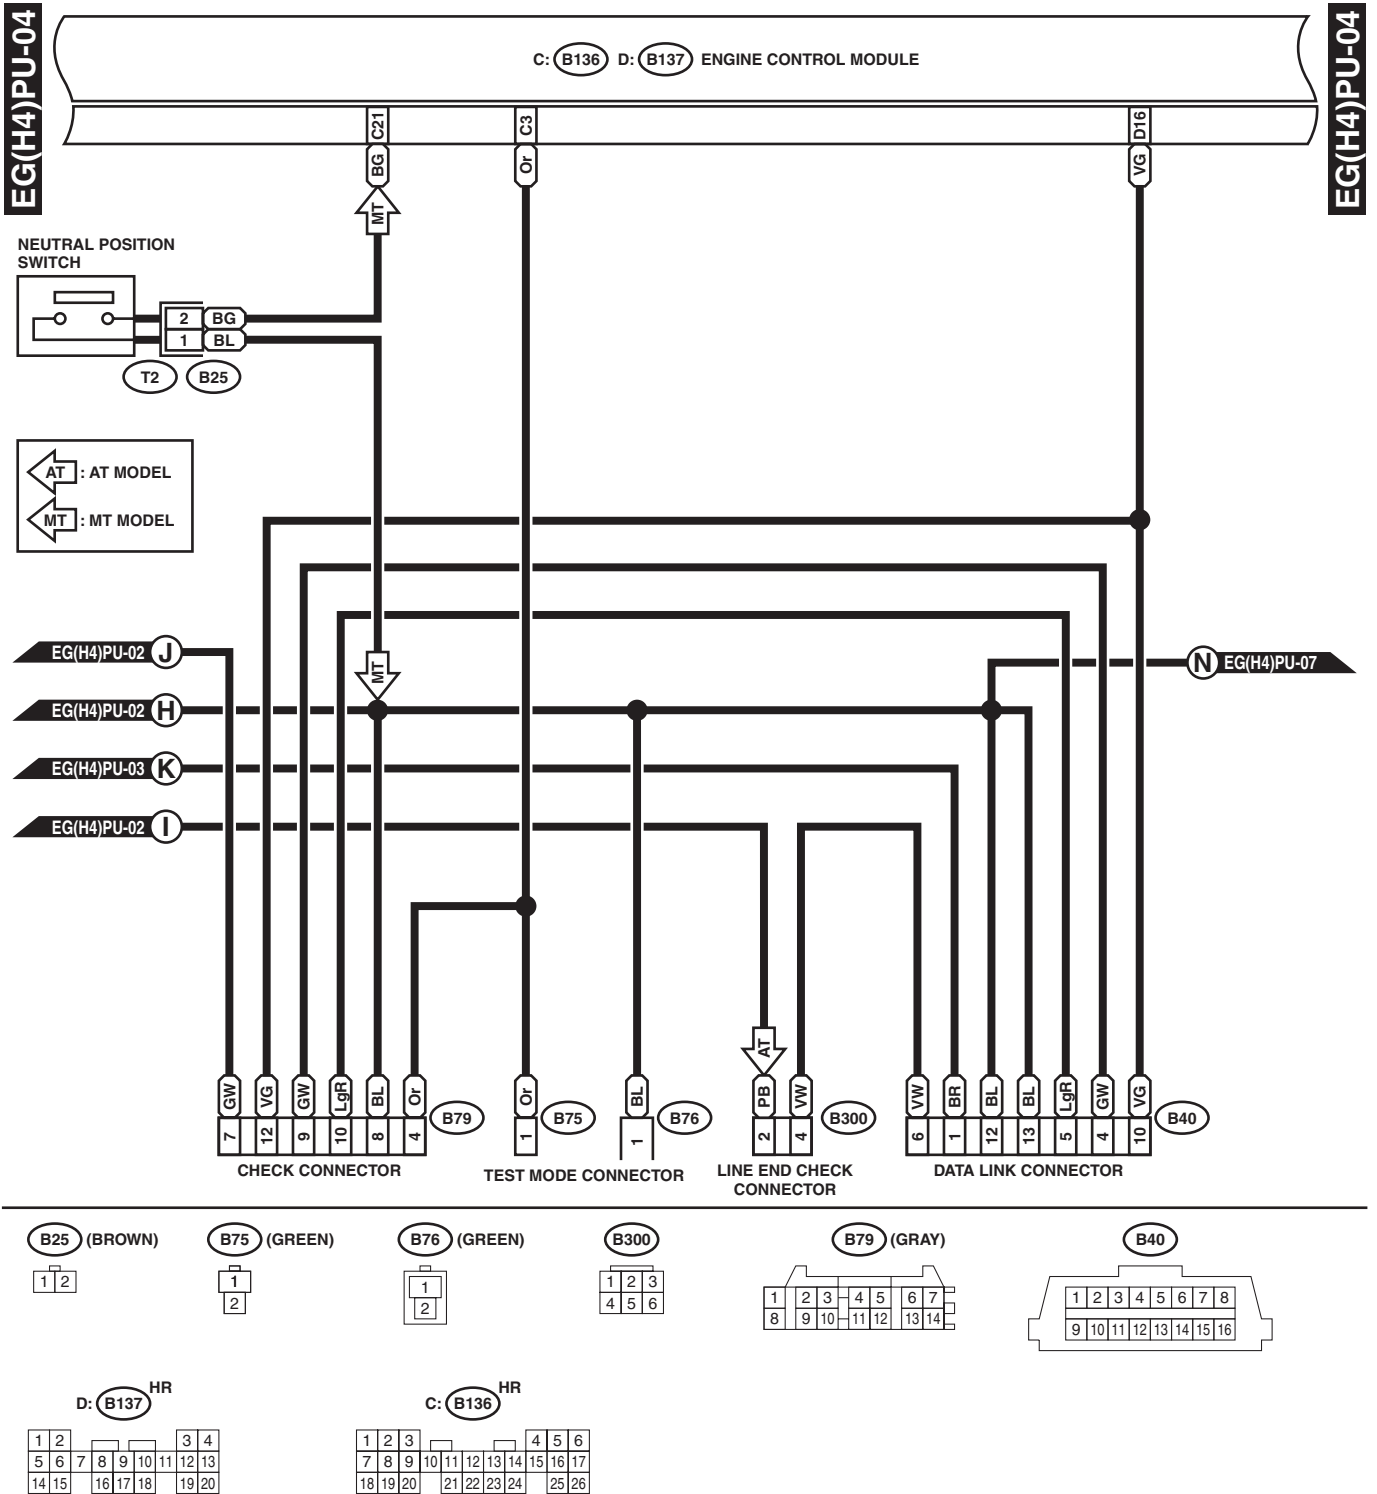 EG(H4)PU-04
EG(H4)PU-04
C: B136 D: B137 ENGINE CONTROL MODULE
C21 C3 D16
BG Or VG
MT
NEUTRAL POSITION
SWITCH
2 BG
1 BL
T2 B25
AT : AT MODEL
MT : MT MODEL
EG(H4)PU-02 J
MT
N EG(H4)PU-07
EG(H4)PU-02 H
EG(H4)PU-03 K
EG(H4)PU-02 I
AT
GW VG GW LgR BL Or Or BL PB VW VW BR BL BL LgR GW VG
B79 B75 B76 B300 B40
7 12 9 10 8 4 1 1 2 4 6 1 12 13 5 4 10
CHECK CONNECTOR
TEST MODE CONNECTOR
LINE END CHECK
CONNECTOR
DATA LINK CONNECTOR
B25 (BROWN) B75 (GREEN) B76 (GREEN) B300 B79 (GRAY) B40
1 2
1
2
1
2
1 2 3
4 5 6
1 2 3 4 5 6 7
8 9 10 11 12 13 14
1 2 3 4 5 6 7 8
9 10 11 12 13 14 15 16
D: B137 HR
C: B136 HR
1 2 3 4
5 6 7 8 9 10 11 12 13
14 15 16 17 18 19 20
1 2 3 4 5 6
7 8 9 10 11 12 13 14 15 16 17
18 19 20 21 22 23 24 25 26